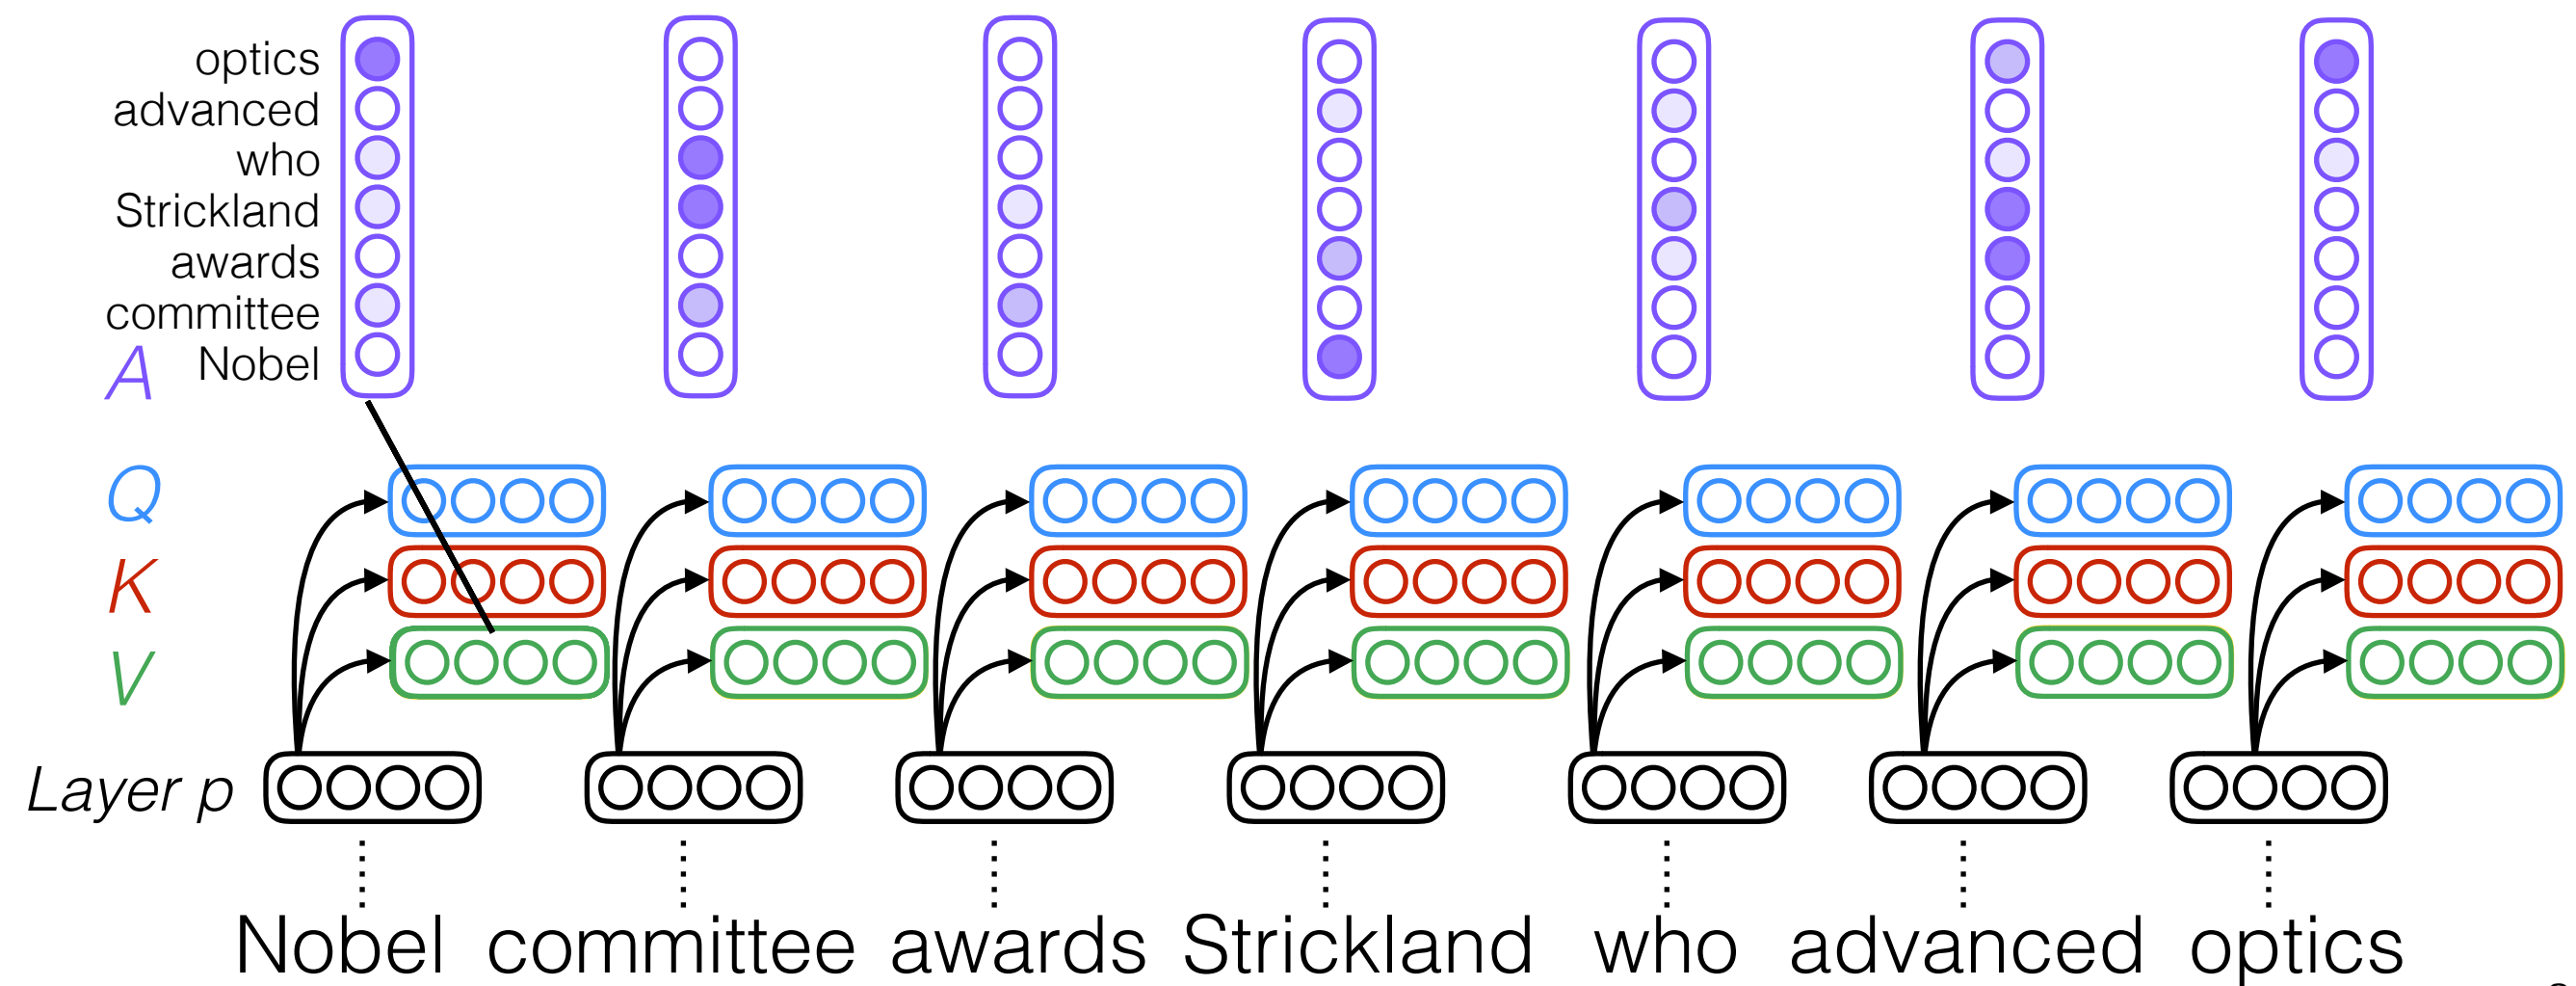 optics
advanced
who
Strickland
awards
committee
A Nobel
Q
K
V
Layer p
Nobel committee awards Strickland who advanced optics